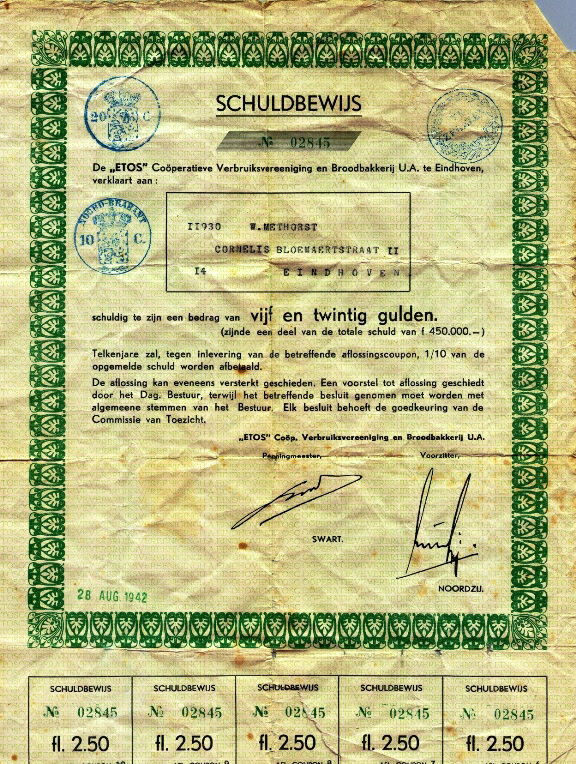 SCHULDBEWIJS
20 C
№ 02845
De „ETOS" Coöperatieve Verbruiksvereeniging en Broodbakkerij U.A. te Eindhoven,
verklaart aan :
NOORD-BRABANT
10 C.
II930 W.METHORST
CORNELIS BLOEMAERTSTRAAT II
I4 EINDHOVEN
schuldig te zijn een bedrag van vijf en twintig gulden.
(zijnde een deel van de totale schuld van f 450.000.—)
Telkenjare zal, tegen inlevering van de betreffende aflossingscoupon, 1/10 van de
opgemelde schuld worden afbetaald.
De aflossing kan eveneens versterkt geschieden. Een voorstel tot aflossing geschiedt
door het Dag. Bestuur, terwijl het betreffende besluit genomen moet worden met
algemeene stemmen van het Bestuur. Elk besluit behoeft de goedkeuring van de
Commissie van Toezicht.
„ETOS" Coöp. Verbruiksvereeniging en Broodbakkerij U.A.
Penningmeester, Voorzitter,
SWART.
NOORDZIJ.
28 AUG. 1942
SCHULDBEWIJS SCHULDBEWIJS SCHULDBEWIJS SCHULDBEWIJS SCHULDBEWIJS
№ 02845 № 02845 № 02845 № 02845 № 02845
fl. 2.50 fl. 2.50 fl. 2.50 fl. 2.50 fl. 2.50